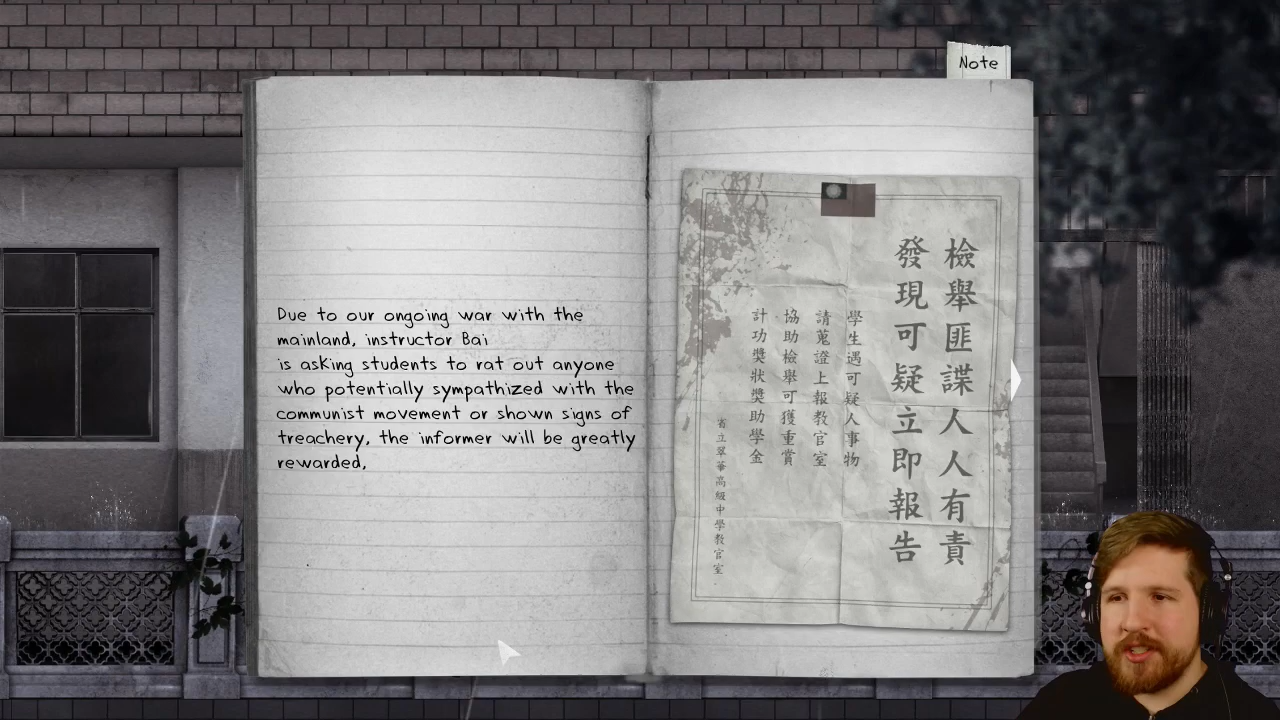 Note
Due to our ongoing war with the
mainland, instructor Bai
is asking students to rat out anyone
who potentially sympathized with the
communist movement or shown signs of
treachery, the informer will be greatly
rewarded,
檢舉匪諜人人有責
發現可疑立即報告
學生遇可疑人事物
請蒐證上報教官室
協助檢舉可獲重賞
計功獎狀獎助學金
省立翠華高級中學教官室